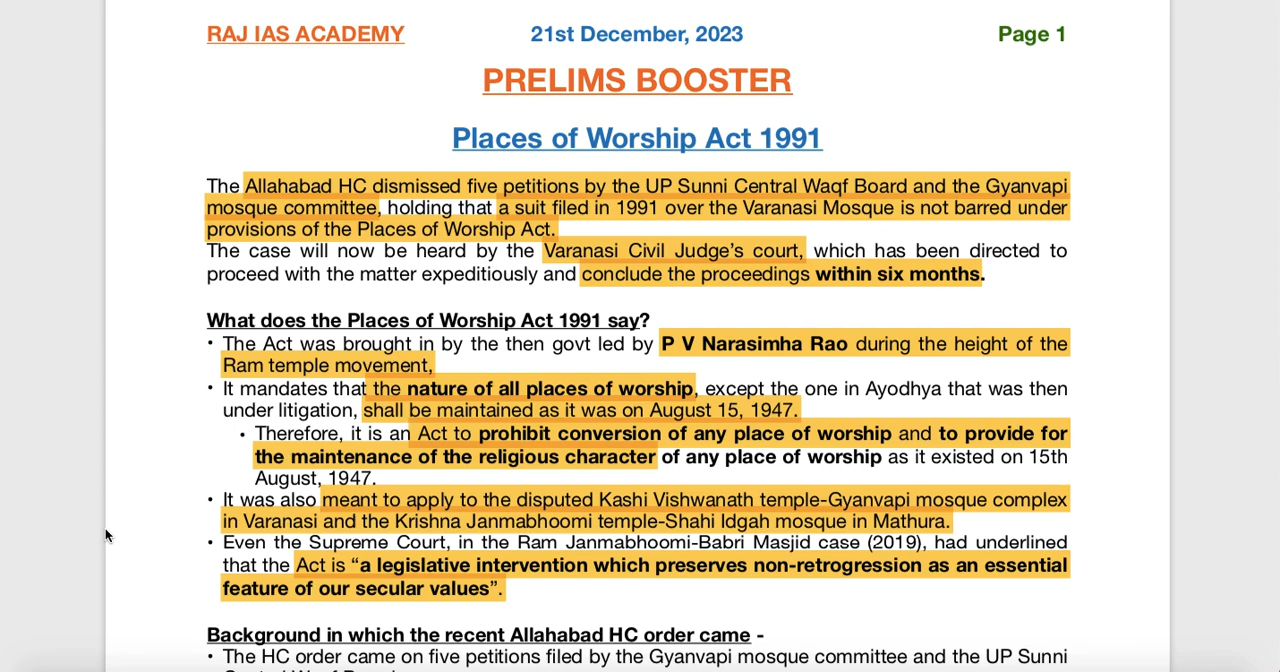 RAJ IAS ACADEMY 21st December, 2023 Page 1
PRELIMS BOOSTER
Places of Worship Act 1991
The Allahabad HC dismissed five petitions by the UP Sunni Central Waqf Board and the Gyanvapi
mosque committee, holding that a suit filed in 1991 over the Varanasi Mosque is not barred under
provisions of the Places of Worship Act.
The case will now be heard by the Varanasi Civil Judge’s court, which has been directed to
proceed with the matter expeditiously and conclude the proceedings within six months.
What does the Places of Worship Act 1991 say?
• The Act was brought in by the then govt led by P V Narasimha Rao during the height of the
Ram temple movement,
• It mandates that the nature of all places of worship, except the one in Ayodhya that was then
under litigation, shall be maintained as it was on August 15, 1947.
• Therefore, it is an Act to prohibit conversion of any place of worship and to provide for
the maintenance of the religious character of any place of worship as it existed on 15th
August, 1947.
• It was also meant to apply to the disputed Kashi Vishwanath temple-Gyanvapi mosque complex
in Varanasi and the Krishna Janmabhoomi temple-Shahi Idgah mosque in Mathura.
• Even the Supreme Court, in the Ram Janmabhoomi-Babri Masjid case (2019), had underlined
that the Act is “a legislative intervention which preserves non-retrogression as an essential
feature of our secular values”.
Background in which the recent Allahabad HC order came -
• The HC order came on five petitions filed by the Gyanvapi mosque committee and the UP Sunni